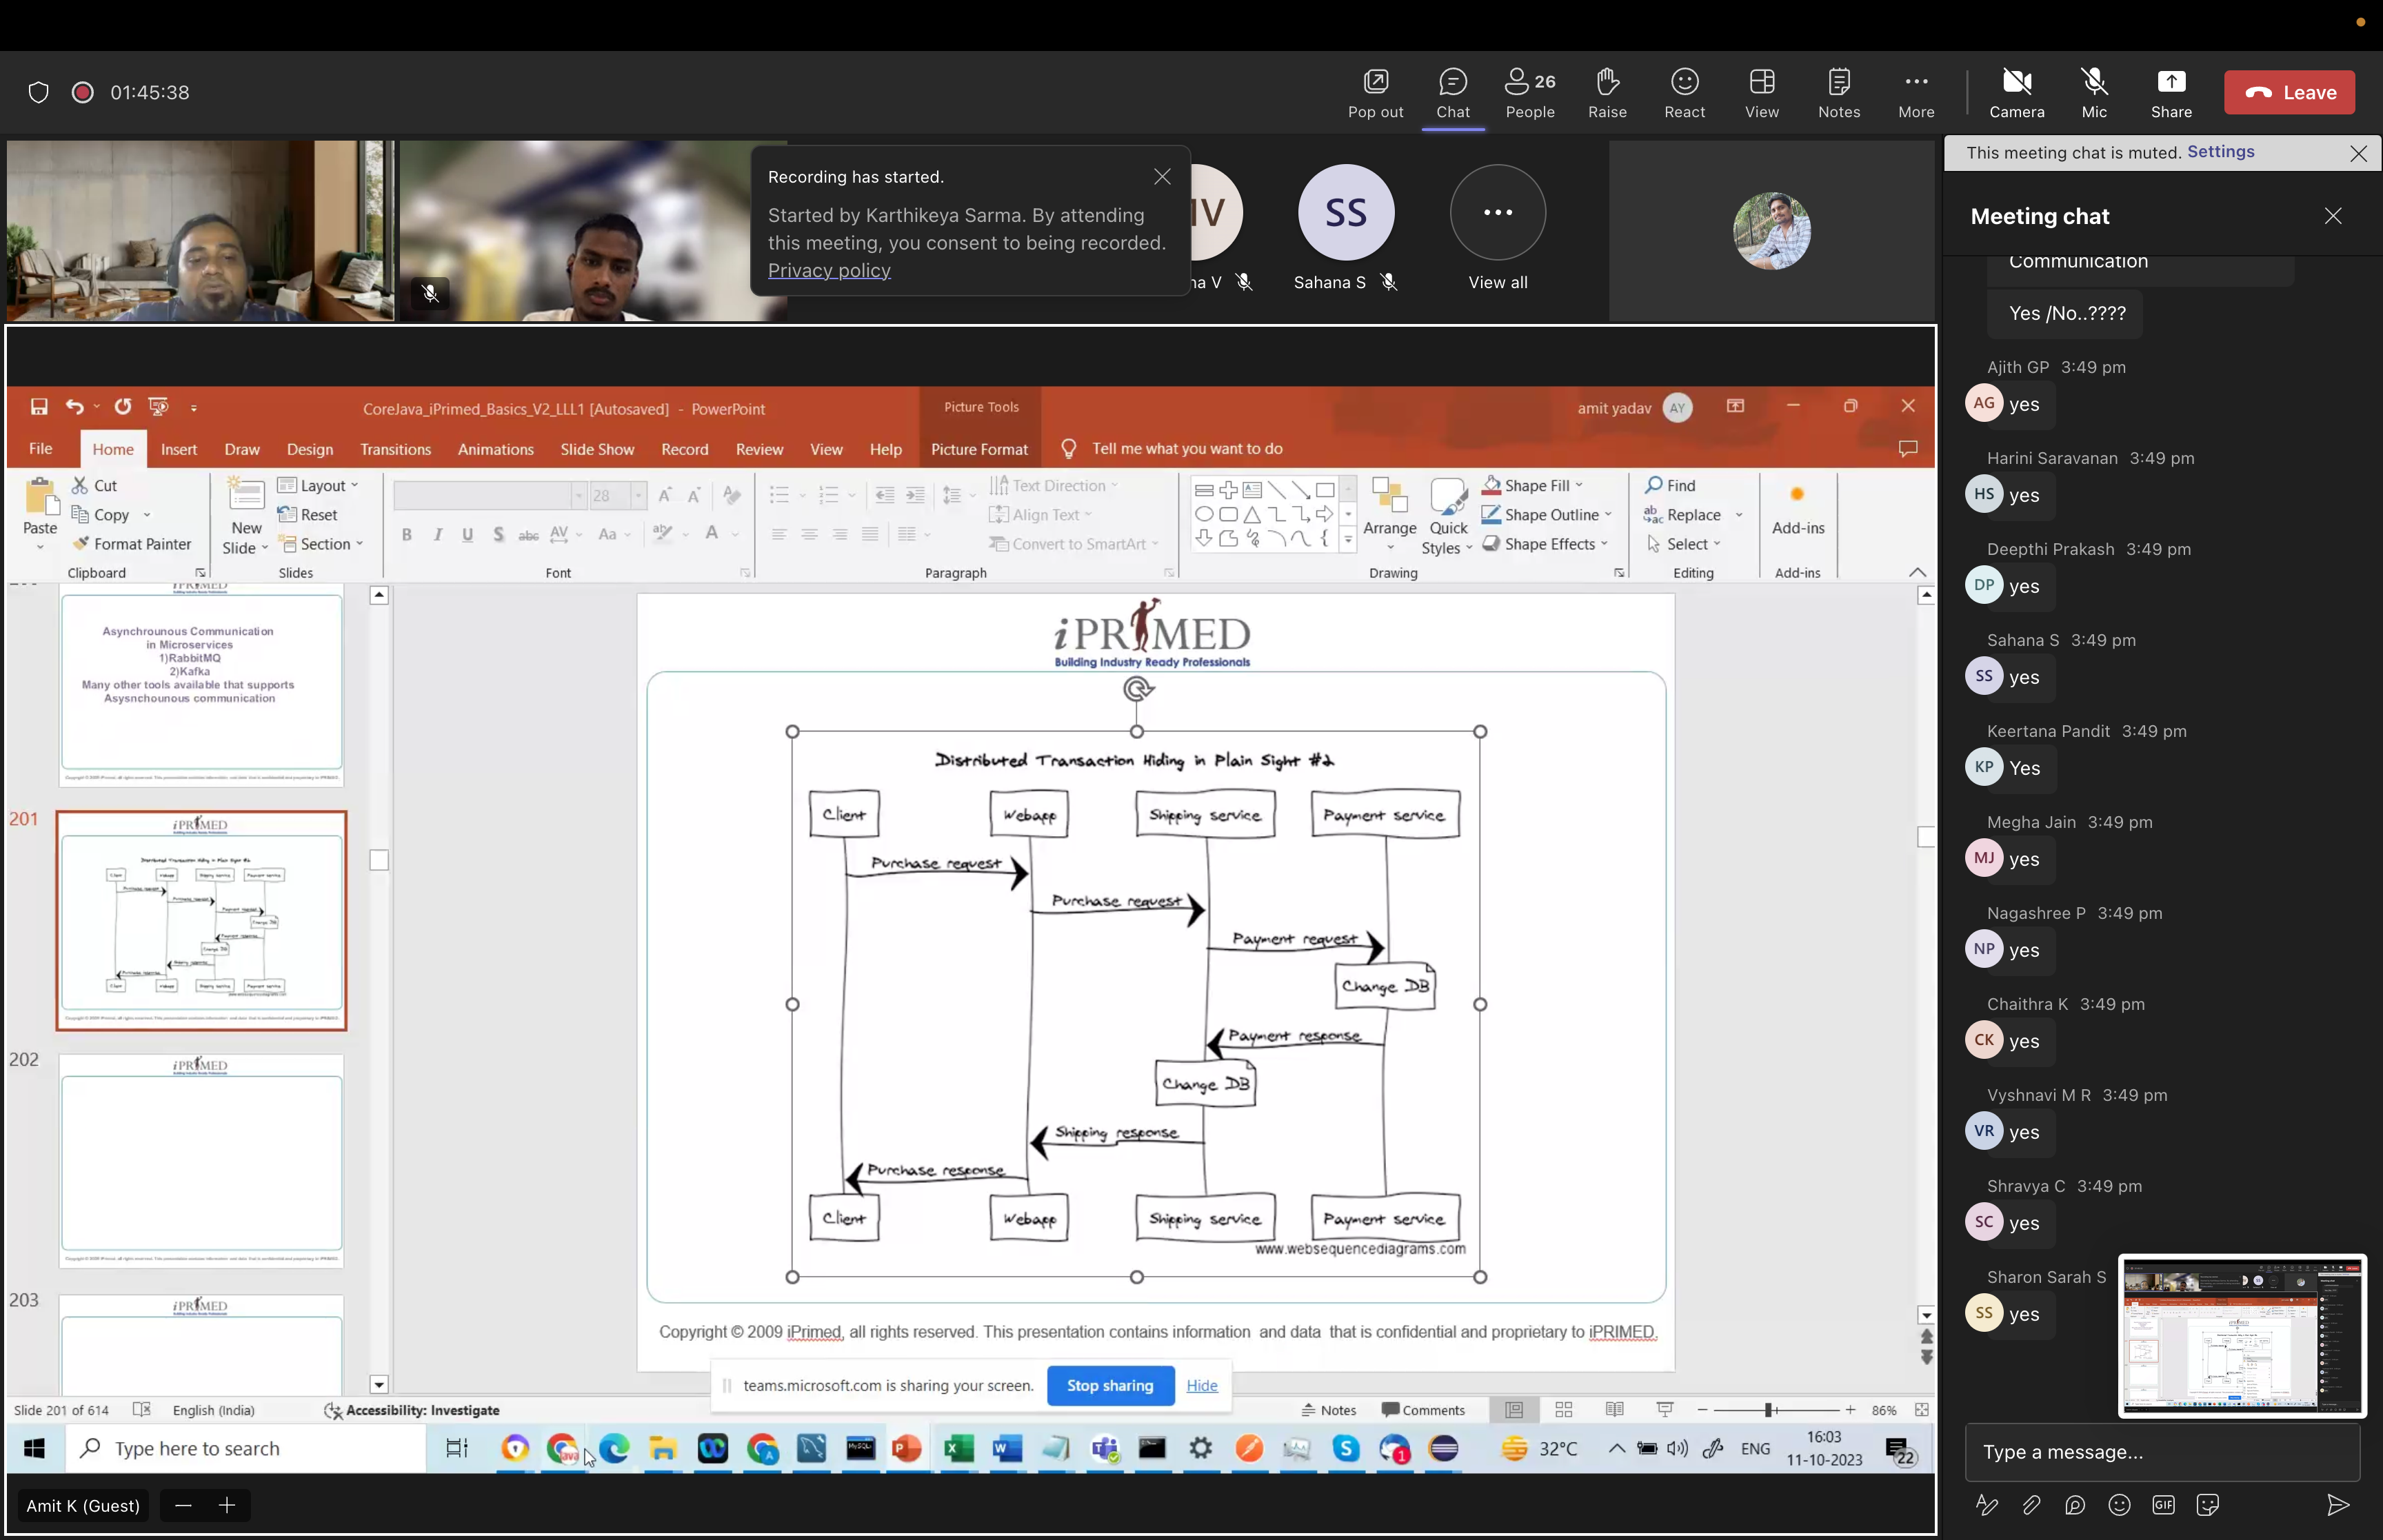 01:45:38
Pop out
Chat
26
People
Raise
React
View
Notes
More
Camera
Mic
Share
Leave
Recording has started.
Started by Karthikeya Sarma. By attending
this meeting, you consent to being recorded.
Privacy policy
na V
SS
Sahana S
View all
This meeting chat is muted. Settings
Meeting chat
Communication
Yes /No..????
Ajith GP 3:49 pm
AG yes
Harini Saravanan 3:49 pm
HS yes
Deepthi Prakash 3:49 pm
DP yes
Sahana S 3:49 pm
SS yes
Keertana Pandit 3:49 pm
KP Yes
Megha Jain 3:49 pm
MJ yes
Nagashree P 3:49 pm
NP yes
Chaithra K 3:49 pm
CK yes
Vyshnavi M R 3:49 pm
VR yes
Shravya C 3:49 pm
SC yes
Sharon Sarah S
SS yes
Type a message...
GIF
CoreJava_iPrimed_Basics_V2_LLL1 [Autosaved] - PowerPoint
Picture Tools
amit yadav AY
File Home Insert Draw Design Transitions Animations Slide Show Record Review View Help Picture Format Tell me what you want to do
Paste
Cut
Copy
Format Painter
Clipboard
New
Slide
Layout
Reset
Section
Slides
28
B I U S abc AV Aa A
Font
Text Direction
Align Text
Convert to SmartArt
Paragraph
Arrange
Quick
Styles
Shape Fill
Shape Outline
Shape Effects
Drawing
Find
Replace
Select
Editing
Add-ins
Add-ins
Asynchrounous Communication
in Microservices
1)RabbitMQ
2)Kafka
Many other tools available that supports
Asysnchounous communication
201
iPRIMED
202
iPRIMED
203
iPRIMED
iPRIMED
Building Industry Ready Professionals
Distributed Transaction Hiding in Plain Sight #2
Client Webapp Shipping service Payment service
Purchase request
Purchase request
Payment request
Change DB
Payment response
Change DB
Shipping response
Purchase response
Client Webapp Shipping service Payment service
www.websequencediagrams.com
Copyright © 2009 iPrimed, all rights reserved. This presentation contains information and data that is confidential and proprietary to iPRIMED.
teams.microsoft.com is sharing your screen. Stop sharing Hide
Slide 201 of 614 English (India) Accessibility: Investigate Notes Comments 86%
Type here to search
32°C ENG
16:03
11-10-2023
22
Amit K (Guest)